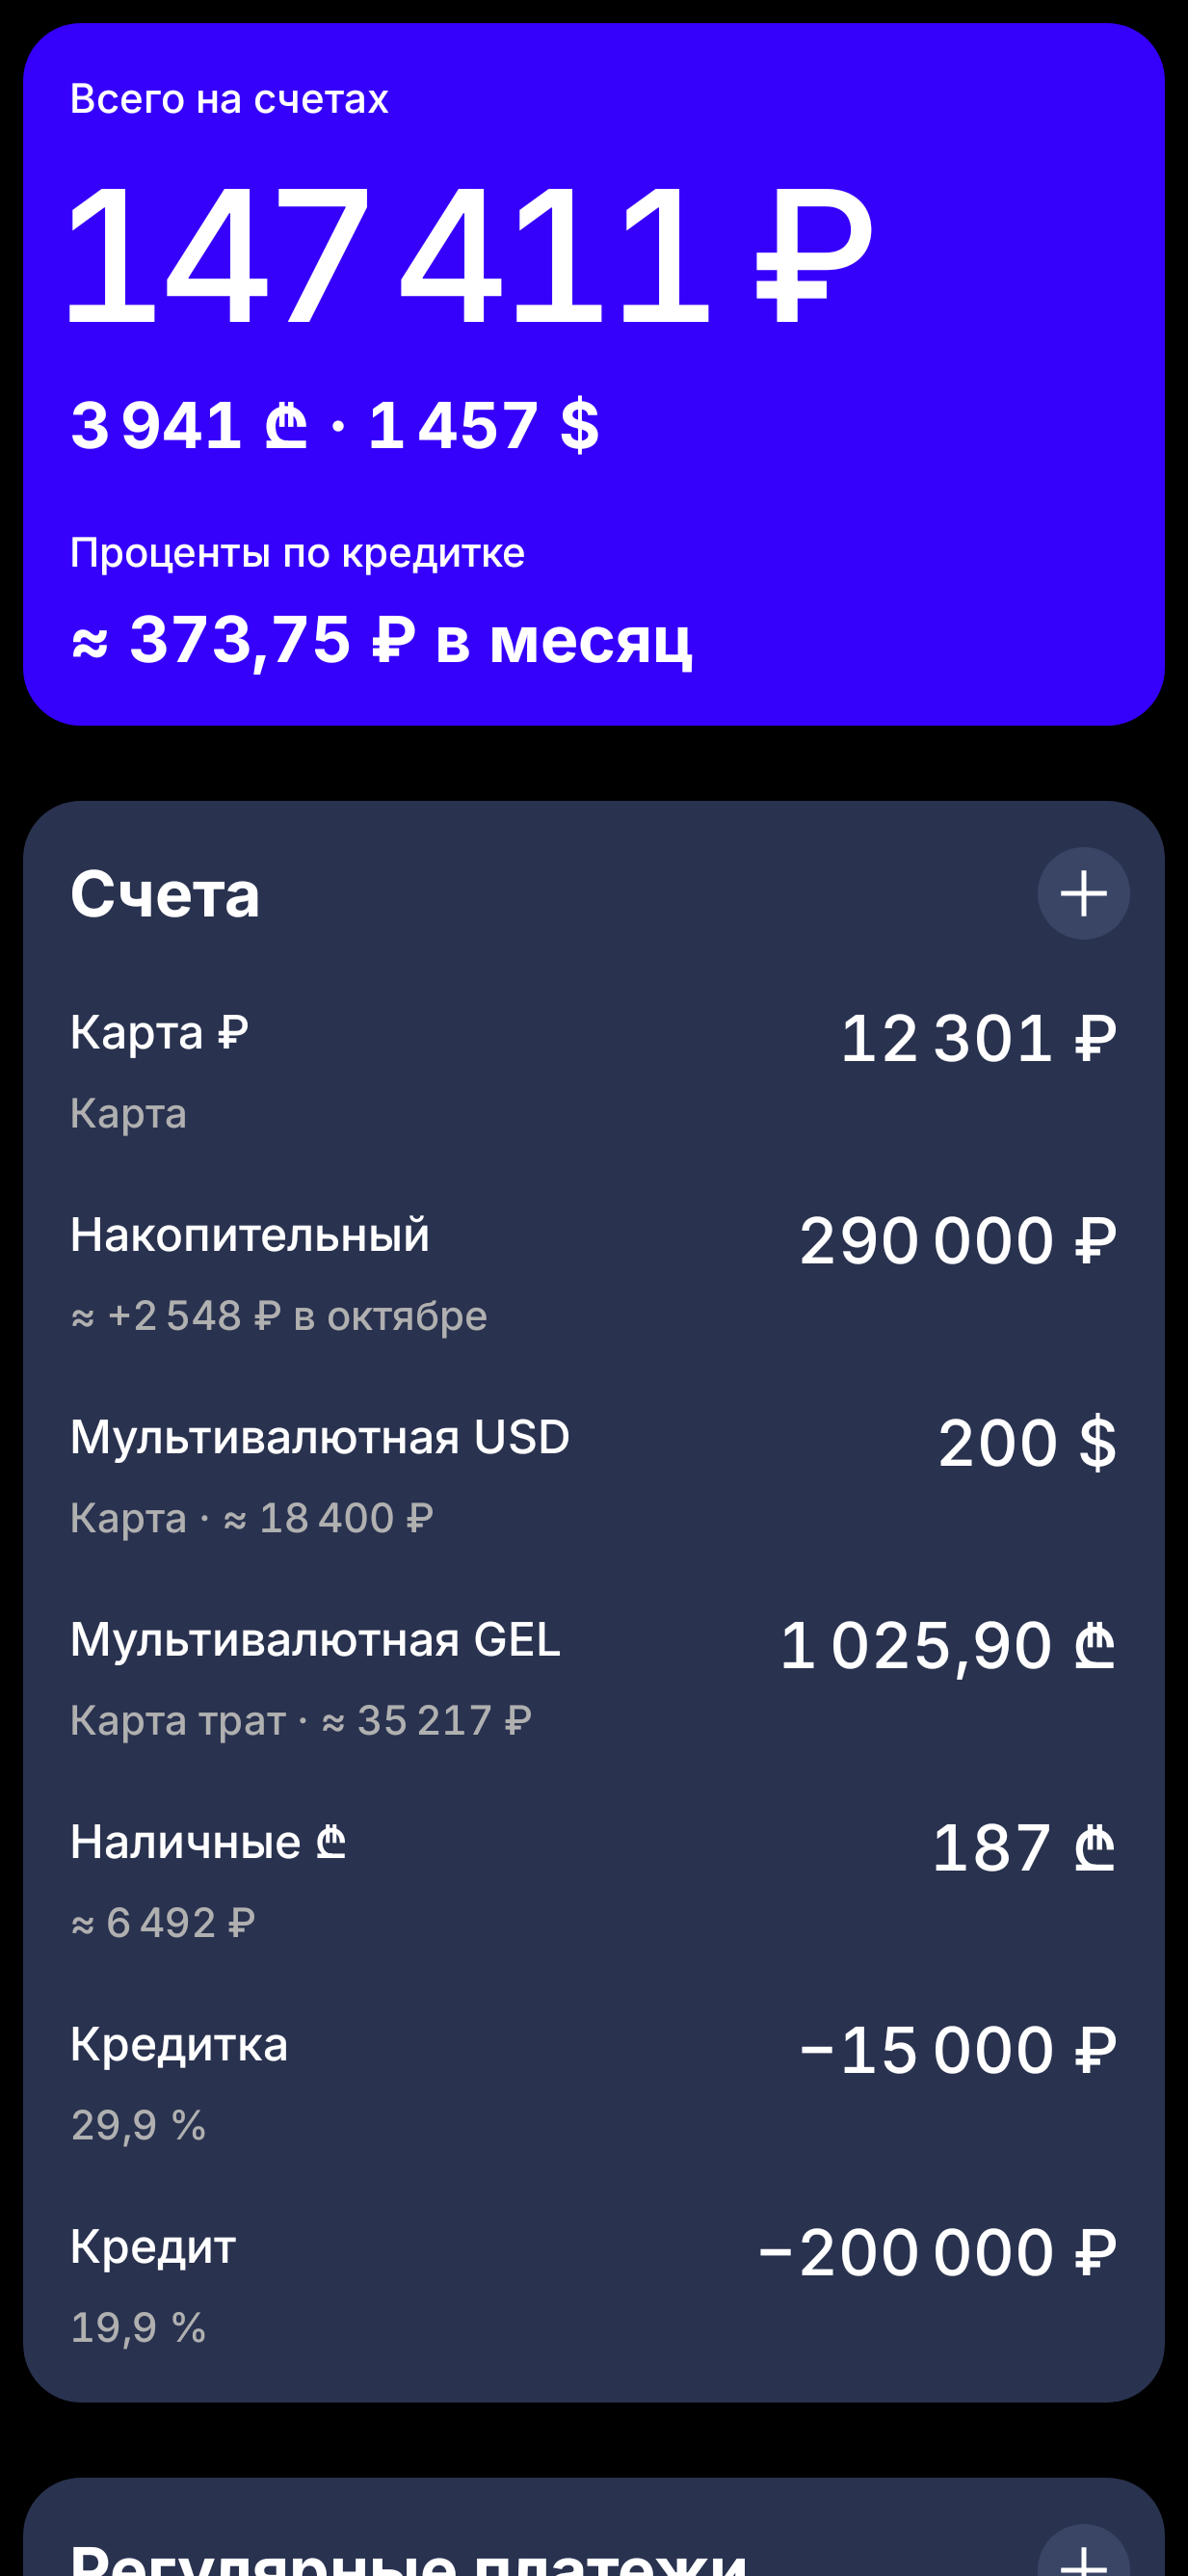 Всего на счетах
147 411 ₽
3 941 ₾ · 1 457 $
Проценты по кредитке
≈ 373,75 ₽ в месяц
Счета
Карта ₽
12 301 ₽
Карта
Накопительный
290 000 ₽
≈ +2 548 ₽ в октябре
Мультивалютная USD
200 $
Карта · ≈ 18 400 ₽
Мультивалютная GEL
1 025,90 ₾
Карта трат · ≈ 35 217 ₽
Наличные ₾
187 ₾
≈ 6 492 ₽
Кредитка
−15 000 ₽
29,9 %
Кредит
−200 000 ₽
19,9 %
Регулярные платежи